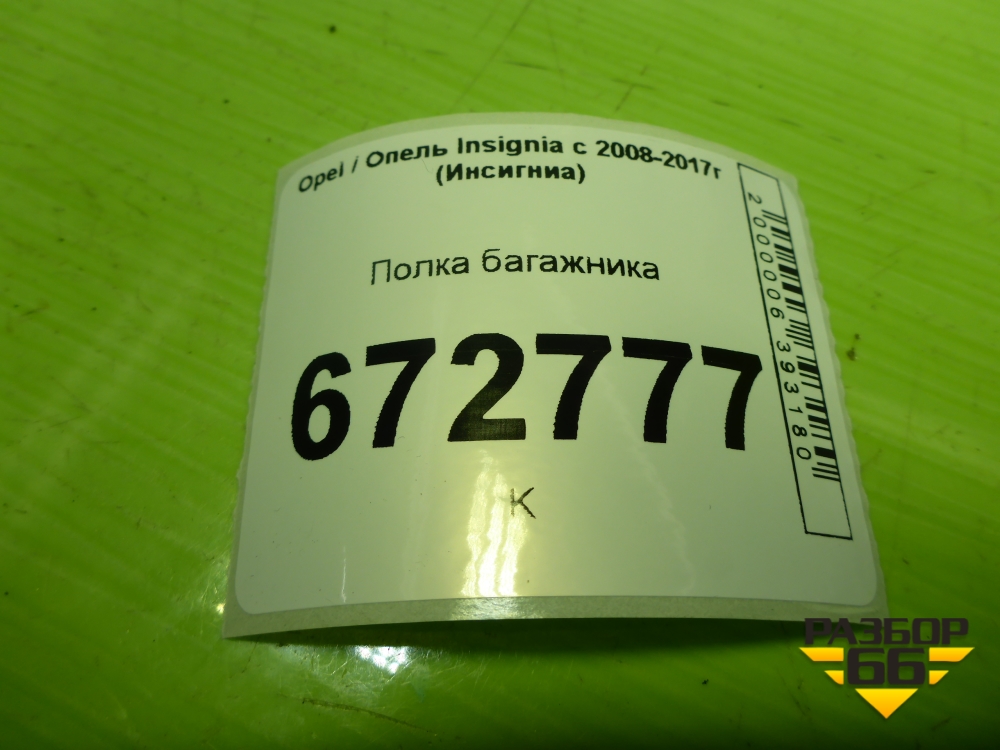 Opel / Опель Insignia с 2008-2017г
(Инсигниа)
Полка багажника
672777
К
2000006393180
РАЗБОР
66